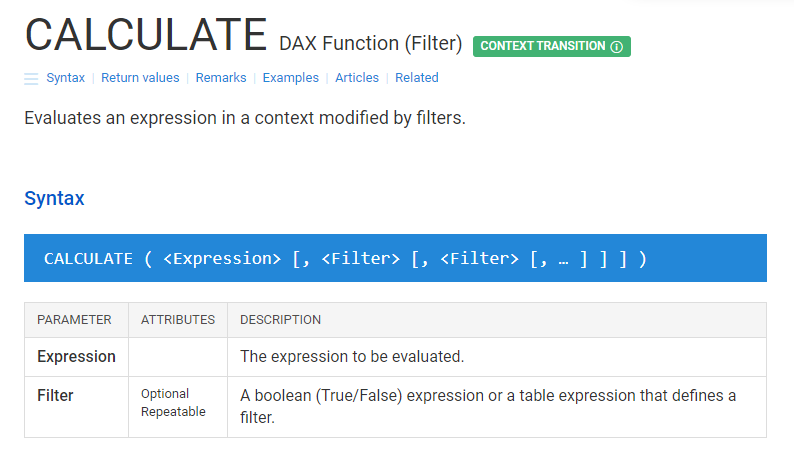 CALCULATE DAX Function (Filter) CONTEXT TRANSITION ⓘ
Syntax | Return values | Remarks | Examples | Articles | Related
Evaluates an expression in a context modified by filters.
Syntax
CALCULATE ( <Expression> [, <Filter> [, <Filter> [, … ] ] ] )
PARAMETER ATTRIBUTES DESCRIPTION
Expression The expression to be evaluated.
Filter Optional A boolean (True/False) expression or a table expression that defines a
Repeatable filter.